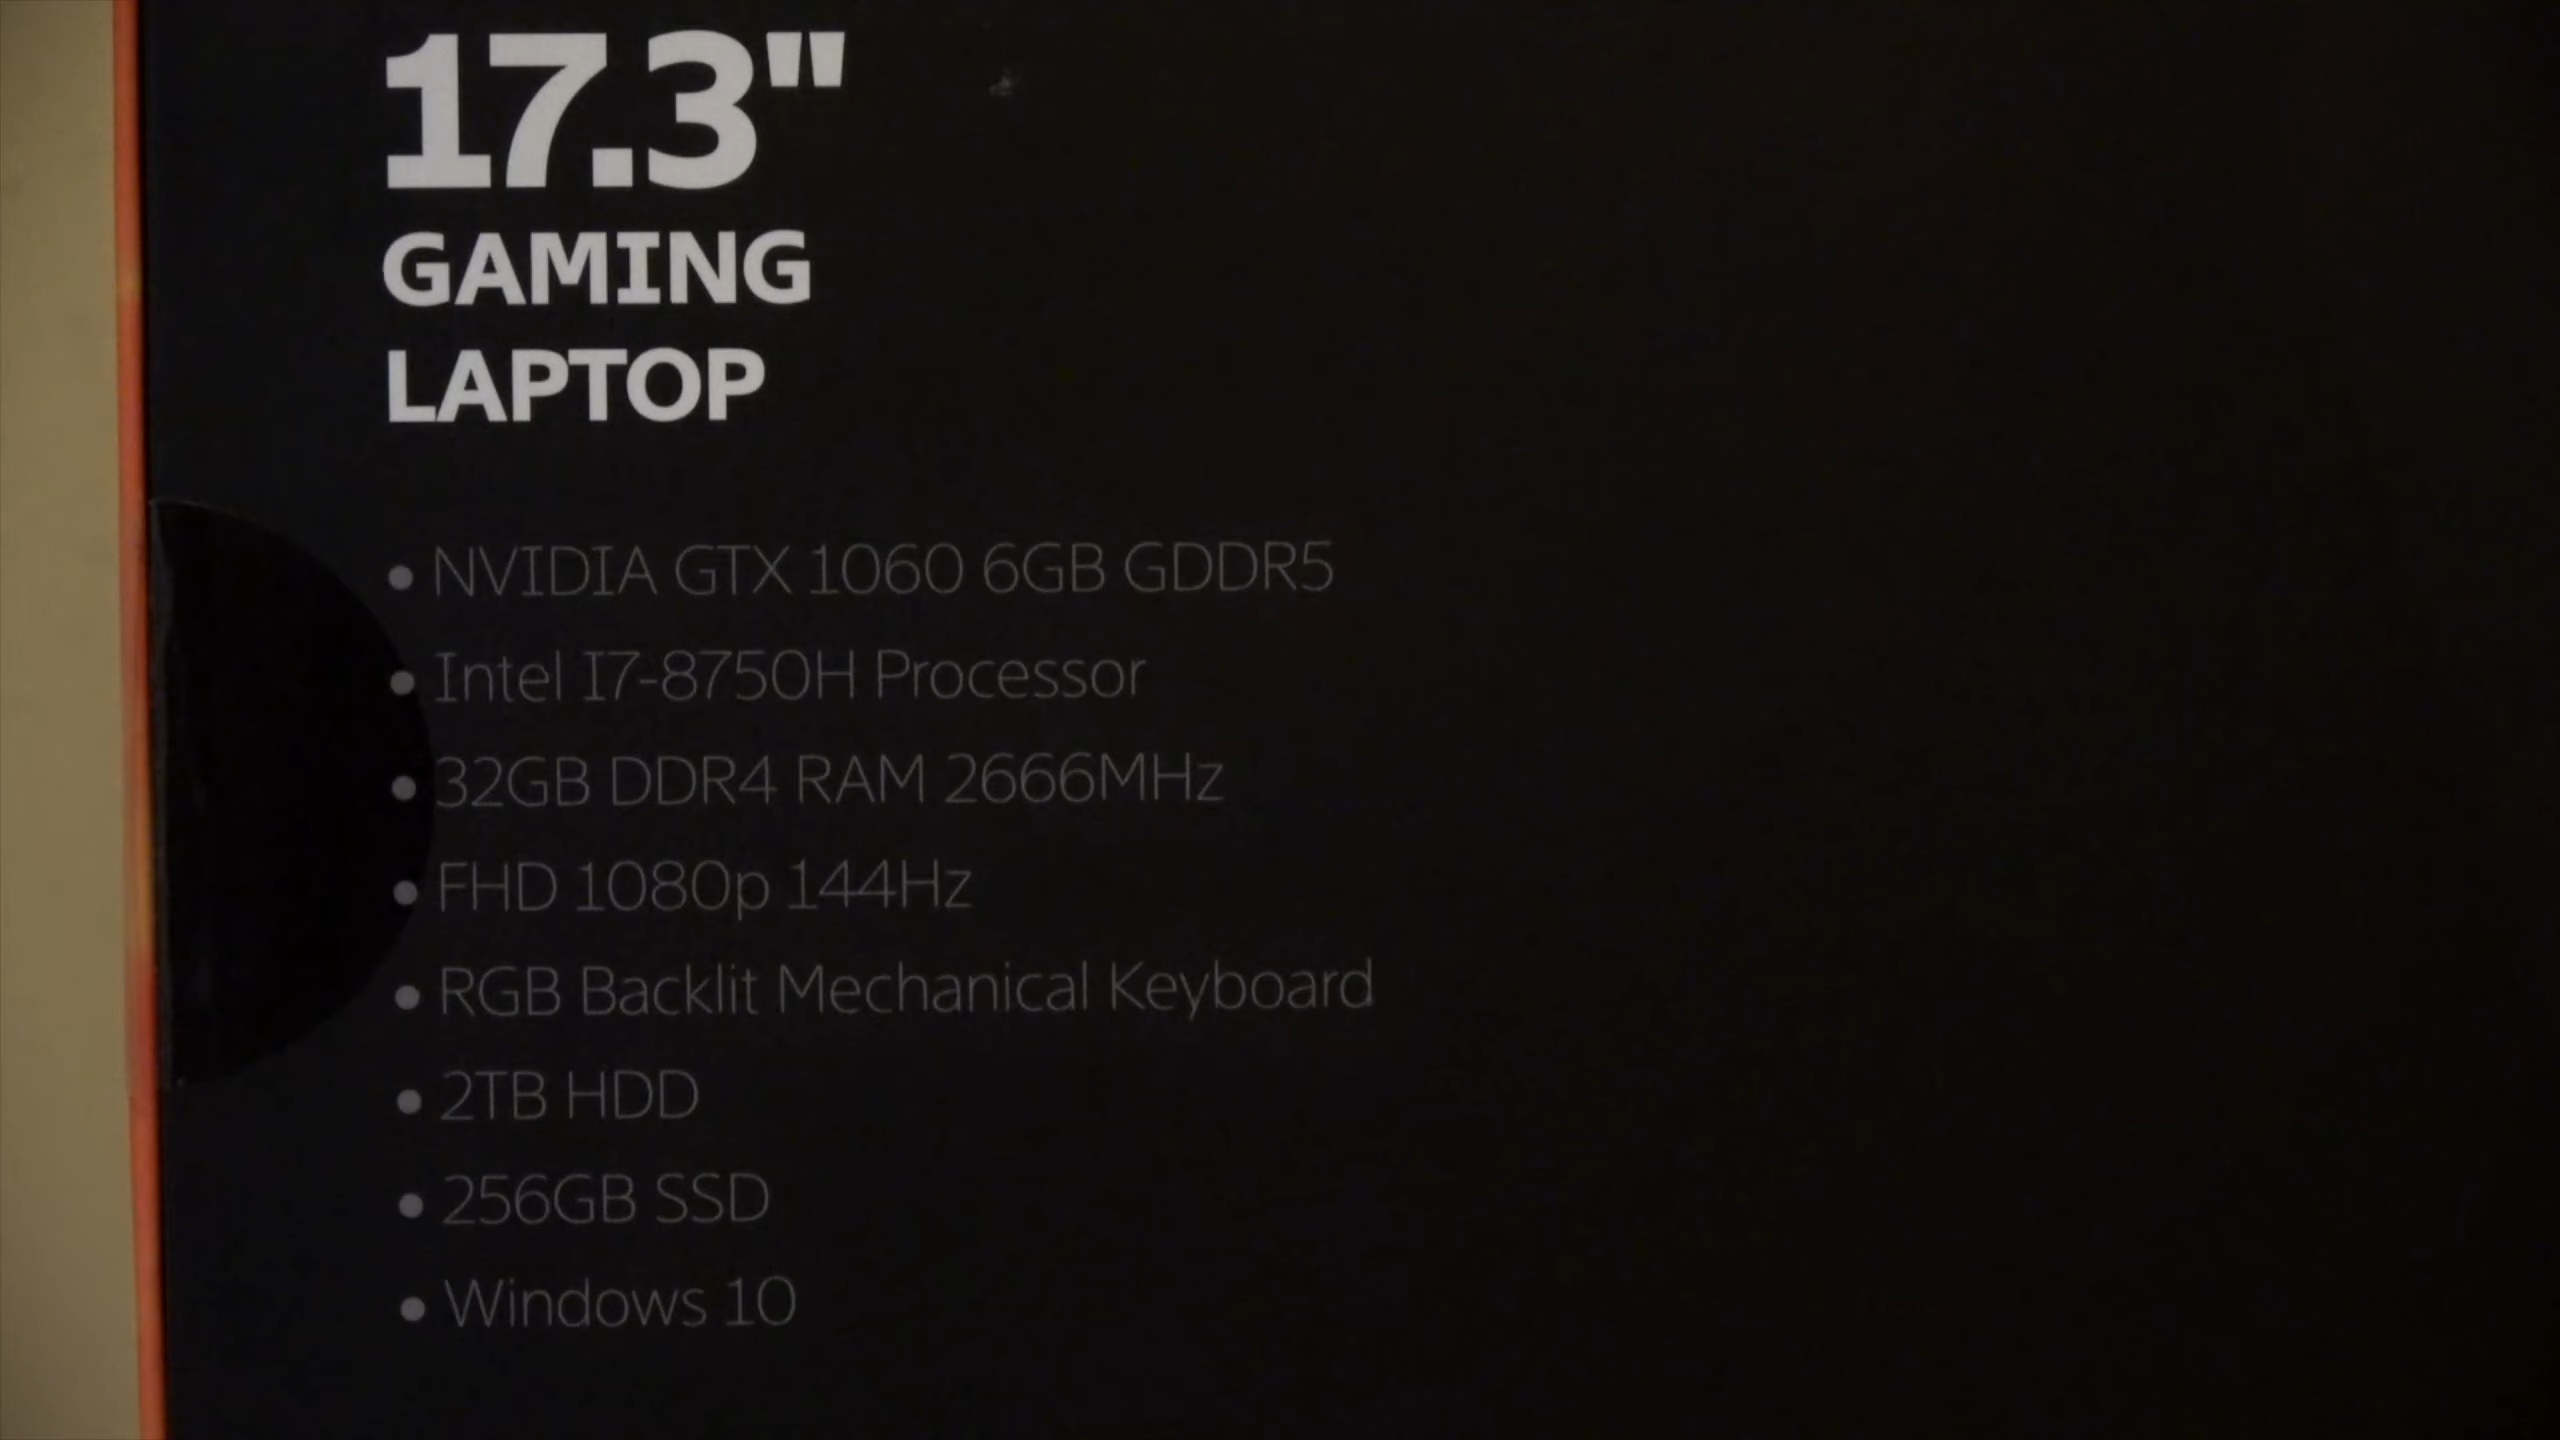 17.3"
GAMING
LAPTOP
• NVIDIA GTX 1060 6GB GDDR5
• Intel I7-8750H Processor
• 32GB DDR4 RAM 2666MHz
• FHD 1080p 144Hz
• RGB Backlit Mechanical Keyboard
• 2TB HDD
• 256GB SSD
• Windows 10